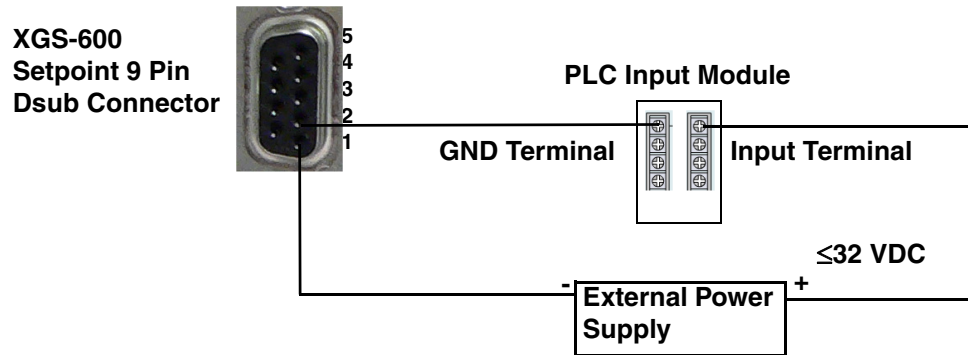 XGS-600
Setpoint 9 Pin
Dsub Connector
5
4
3
2
1
PLC Input Module
GND Terminal
Input Terminal
≤32 VDC
-
+
External Power
Supply